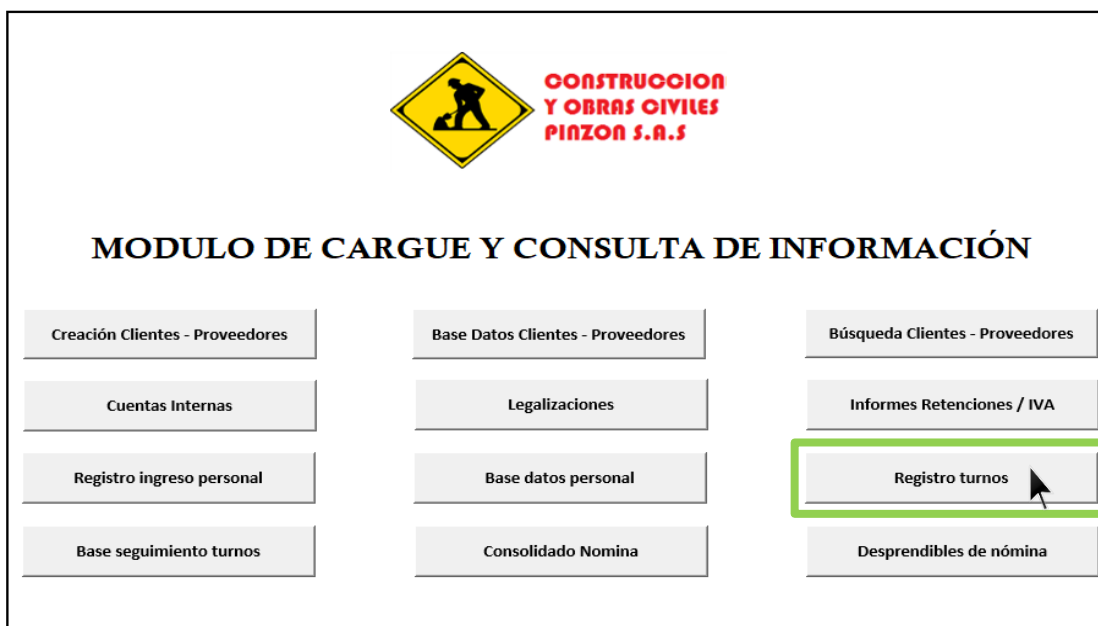 CONSTRUCCION
Y OBRAS CIVILES
PINZON S.A.S
MODULO DE CARGUE Y CONSULTA DE INFORMACIÓN
Creación Clientes - Proveedores
Base Datos Clientes - Proveedores
Búsqueda Clientes - Proveedores
Cuentas Internas
Legalizaciones
Informes Retenciones / IVA
Registro ingreso personal
Base datos personal
Registro turnos
Base seguimiento turnos
Consolidado Nomina
Desprendibles de nómina